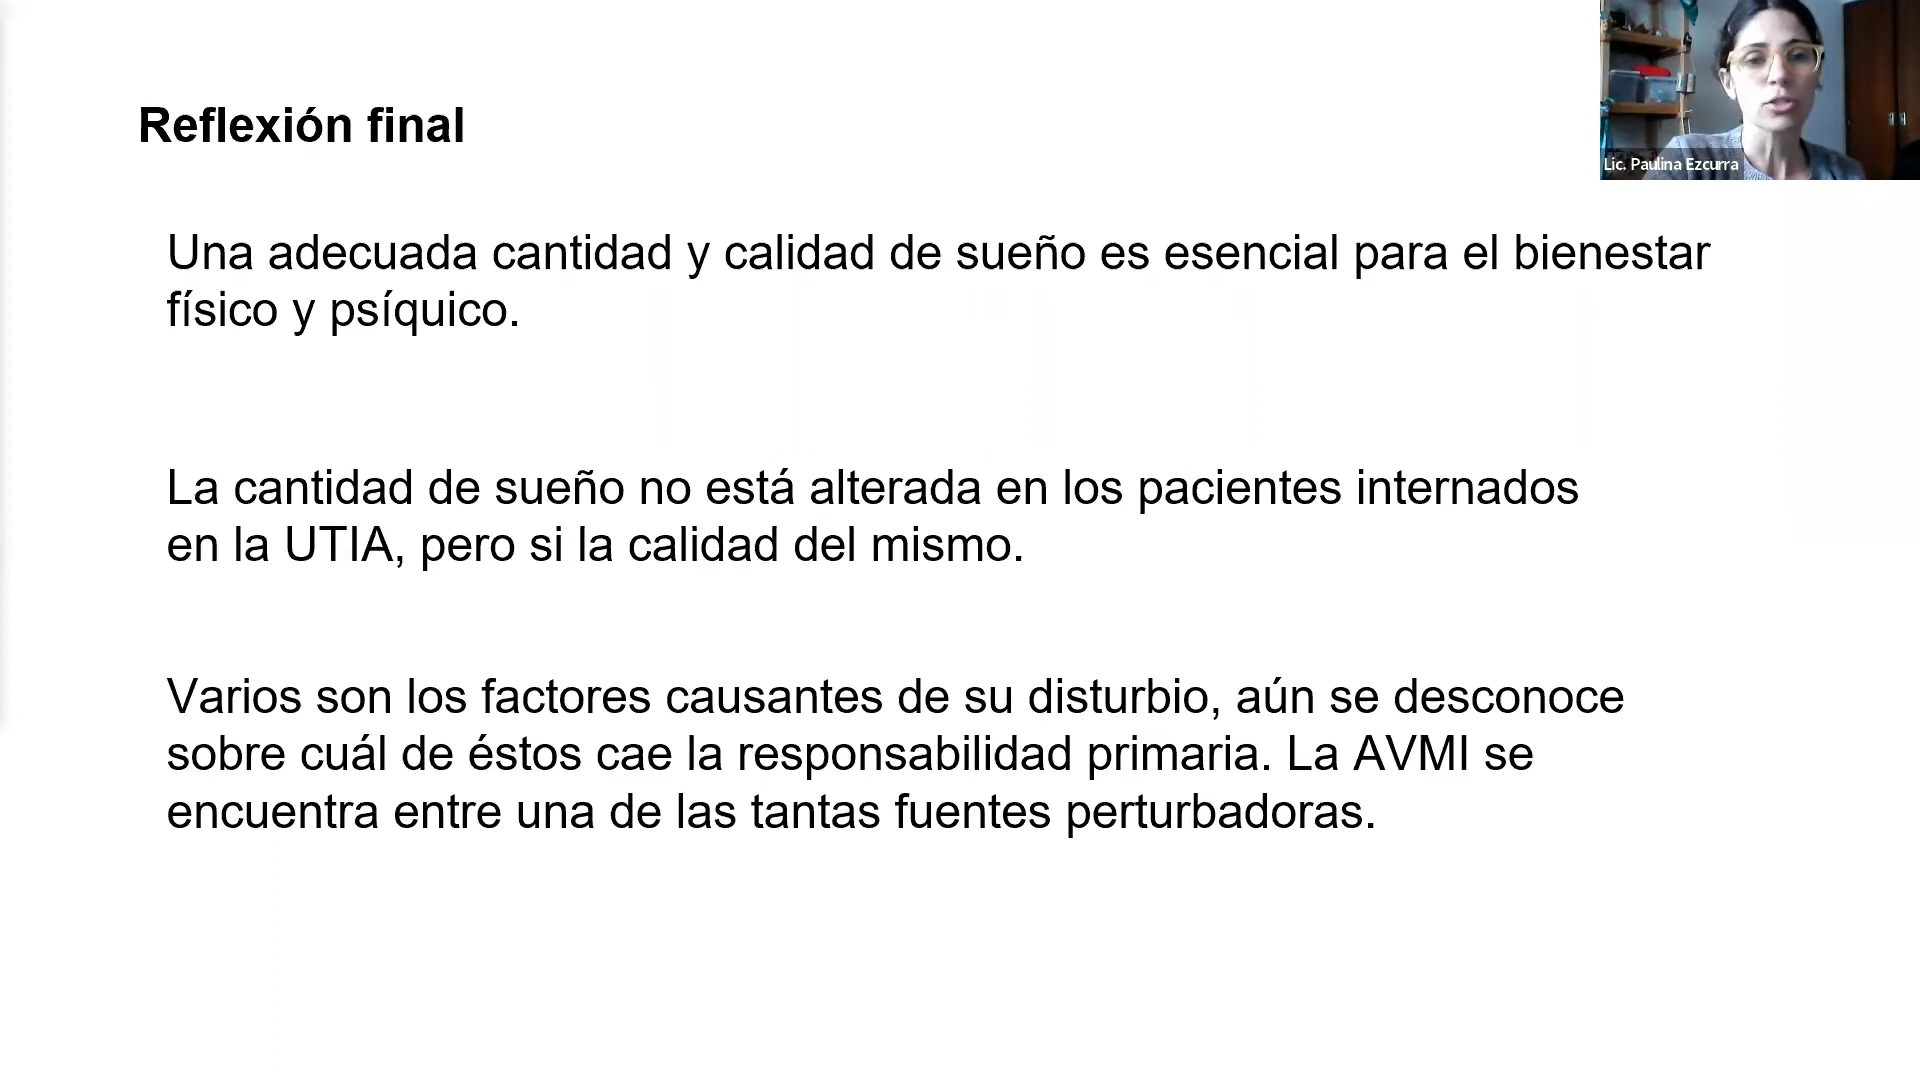 Reflexión final
Lic. Paulina Ezcurra
Una adecuada cantidad y calidad de sueño es esencial para el bienestar
físico y psíquico.
La cantidad de sueño no está alterada en los pacientes internados
en la UTIA, pero si la calidad del mismo.
Varios son los factores causantes de su disturbio, aún se desconoce
sobre cuál de éstos cae la responsabilidad primaria. La AVMI se
encuentra entre una de las tantas fuentes perturbadoras.